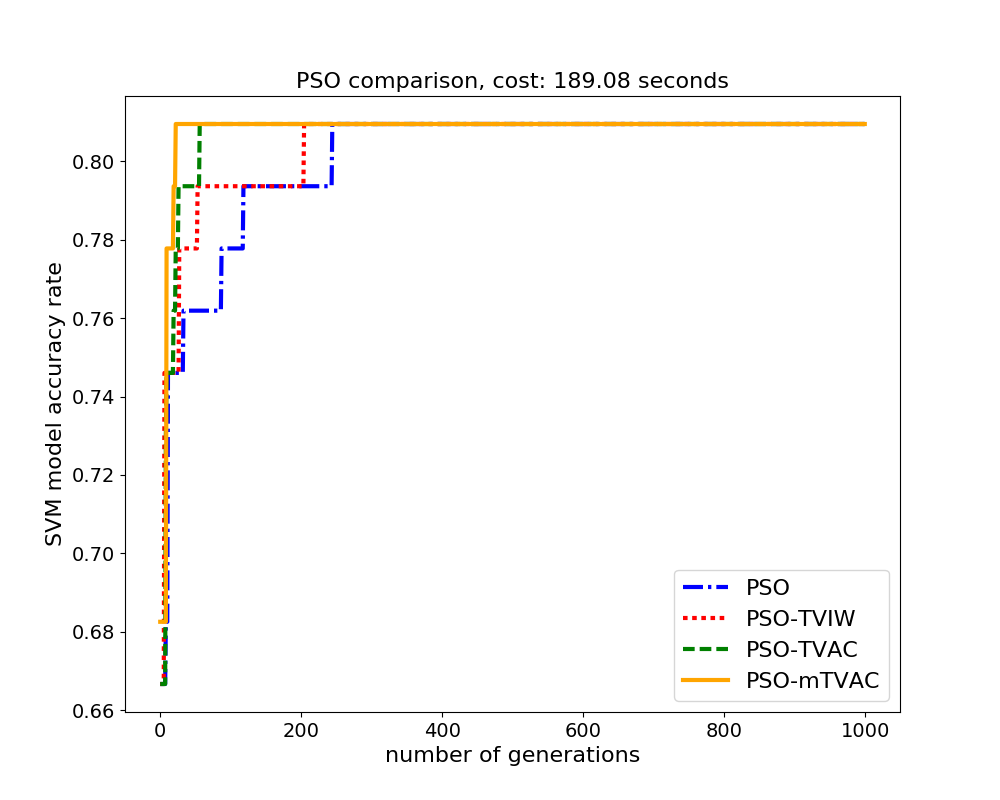 PSO comparison, cost: 189.08 seconds
SVM model accuracy rate
0.80
0.78
0.76
0.74
0.72
0.70
0.68
0.66
0 200 400 600 800 1000
number of generations
PSO
PSO-TVIW
PSO-TVAC
PSO-mTVAC